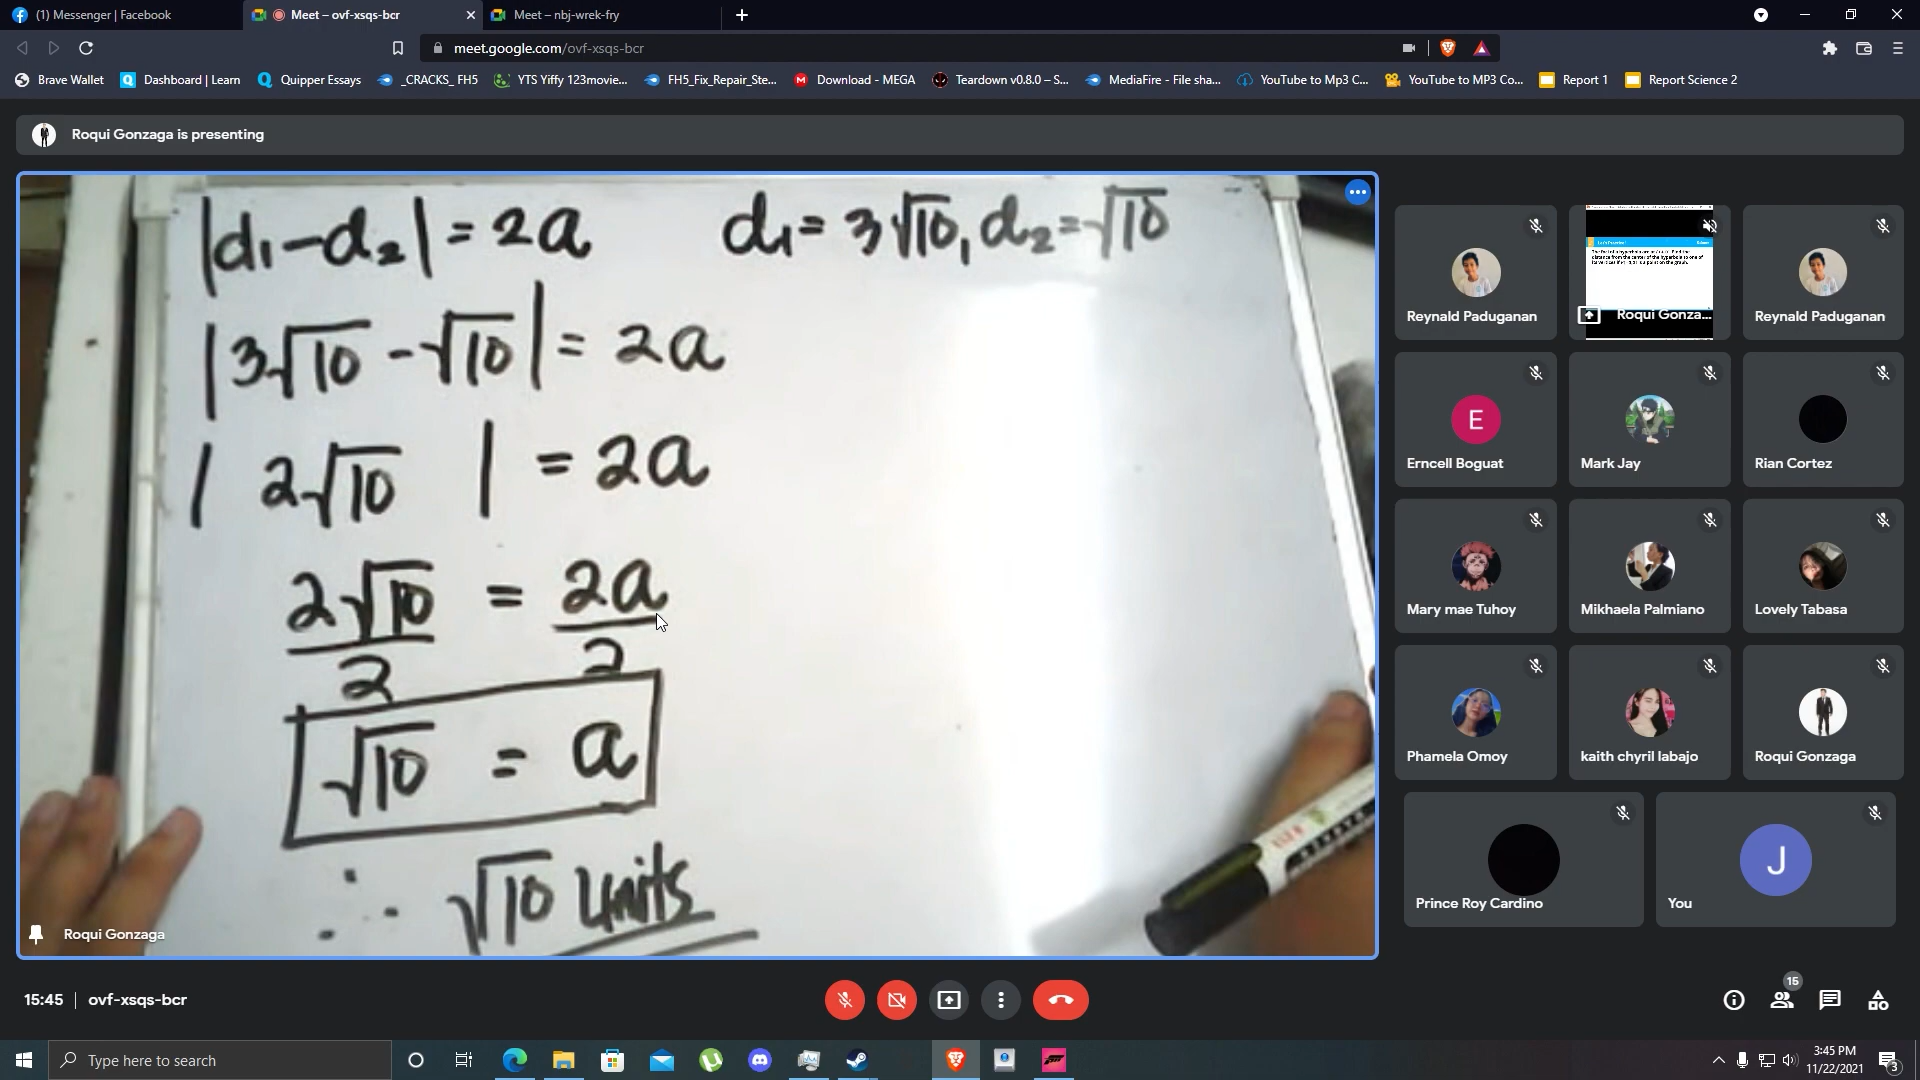 (1) Messenger | Facebook
Meet – ovf-xsqs-bcr
Meet – nbj-wrek-fry
meet.google.com/ovf-xsqs-bcr
Brave Wallet
Dashboard | Learn
Quipper Essays
_CRACKS_ FH5
YTS Yiffy 123movie...
FH5_Fix_Repair_Ste...
Download - MEGA
Teardown v0.8.0 – S...
MediaFire - File sha...
YouTube to Mp3 C...
YouTube to MP3 Co...
Report 1
Report Science 2
Roqui Gonzaga is presenting
|d₁-d₂| = 2a d₁= 3√10, d₂=√10
|3√10 - √10| = 2a
| 2√10 | = 2a
2√10 = 2a
2 2
√10 = a
∴ √10 units
Roqui Gonzaga
Reynald Paduganan
Roqui Gonza...
Reynald Paduganan
E
Erncell Boguat
Mark Jay
Rian Cortez
Mary mae Tuhoy
Mikhaela Palmiano
Lovely Tabasa
Phamela Omoy
kaith chyril labajo
Roqui Gonzaga
Prince Roy Cardino
J
You
15:45 | ovf-xsqs-bcr
15
Type here to search
3:45 PM
11/22/2021
3